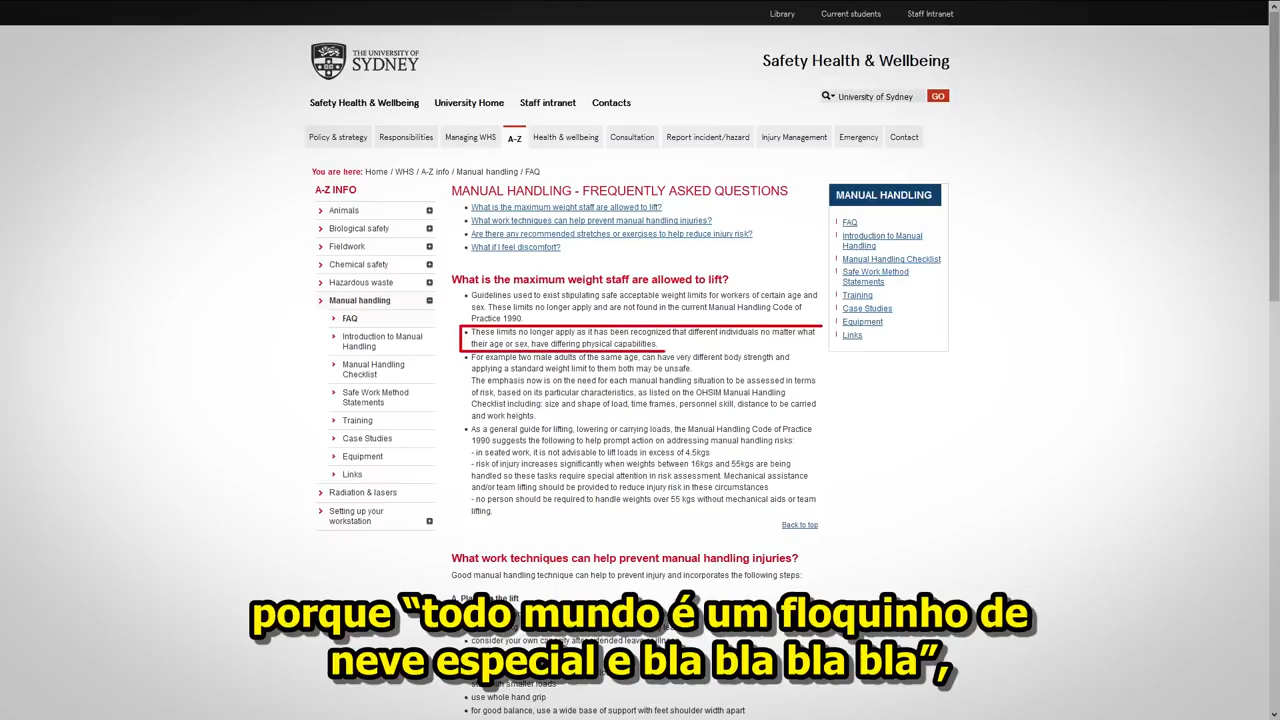 Library Current students Staff Intranet
THE UNIVERSITY OF
SYDNEY
Safety Health & Wellbeing
Safety Health & Wellbeing University Home Staff intranet Contacts
University of Sydney GO
Policy & strategy Responsibilities Managing WHS A-Z Health & wellbeing Consultation Report incident/hazard Injury Management Emergency Contact
You are here: Home / WHS / A-Z info / Manual handling / FAQ
A-Z INFO
Animals
Biological safety
Fieldwork
Chemical safety
Hazardous waste
Manual handling
FAQ
Introduction to Manual
Handling
Manual Handling
Checklist
Safe Work Method
Statements
Training
Case Studies
Equipment
Links
Radiation & lasers
Setting up your
workstation
MANUAL HANDLING - FREQUENTLY ASKED QUESTIONS
• What is the maximum weight staff are allowed to lift?
• What work techniques can help prevent manual handling injuries?
• Are there any recommended stretches or exercises to help reduce injury risk?
• What if I feel discomfort?
What is the maximum weight staff are allowed to lift?
• Guidelines used to exist stipulating safe acceptable weight limits for workers of certain age and
sex. These limits no longer apply and are not found in the current Manual Handling Code of
Practice 1990.
• These limits no longer apply as it has been recognized that different individuals no matter what
their age or sex, have differing physical capabilities.
• For example two male adults of the same age, can have very different body strength and
applying a standard weight limit to them both may be unsafe.
The emphasis now is on the need for each manual handling situation to be assessed in terms
of risk, based on its particular characteristics, as listed on the OHSIM Manual Handling
Checklist including: size and shape of load, time frames, personnel skill, distance to be carried
and work heights.
• As a general guide for lifting, lowering or carrying loads, the Manual Handling Code of Practice
1990 suggests the following to help prompt action on addressing manual handling risks:
- in seated work, it is not advisable to lift loads in excess of 4.5kgs
- risk of injury increases significantly when weights between 16kgs and 55kgs are being
handled so these tasks require special attention in risk assessment. Mechanical assistance
and/or team lifting should be provided to reduce injury risk in these circumstances
- no person should be required to handle weights over 55 kgs without mechanical aids or team
lifting.
Back to top
What work techniques can help prevent manual handling injuries?
Good manual handling technique can help to prevent injury and incorporates the following steps:
MANUAL HANDLING
FAQ
Introduction to Manual
Handling
Manual Handling Checklist
Safe Work Method
Statements
Training
Case Studies
Equipment
Links
porque “todo mundo é um floquinho de
neve especial e bla bla bla bla”,
• use whole hand grip
• for good balance, use a wide base of support with feet shoulder width apart